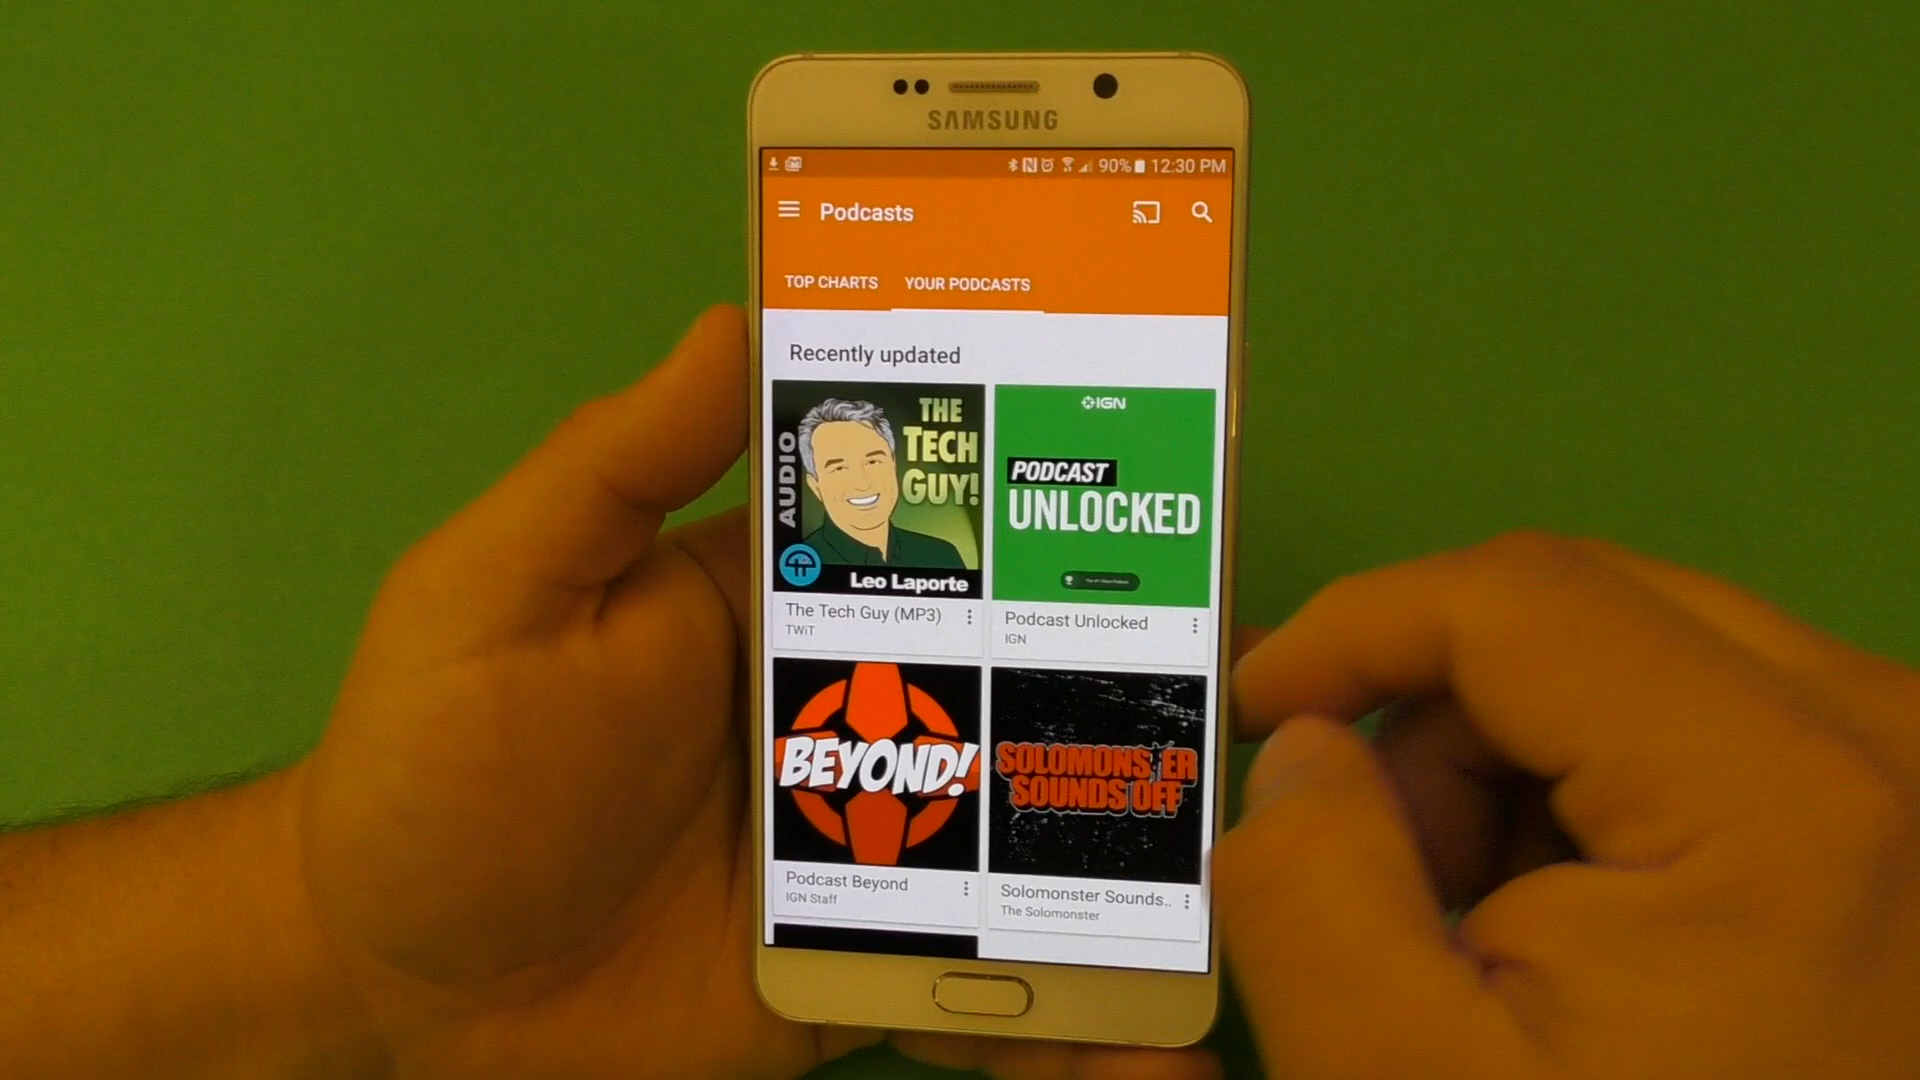 SAMSUNG
90% 12:30 PM
Podcasts
TOP CHARTS YOUR PODCASTS
Recently updated
AUDIO
THE
TECH
GUY!
Leo Laporte
The Tech Guy (MP3)
TWiT
IGN
PODCAST
UNLOCKED
Podcast Unlocked
IGN
BEYOND!
Podcast Beyond
IGN Staff
SOLOMONSTER
SOUNDS OFF
Solomonster Sounds..
The Solomonster